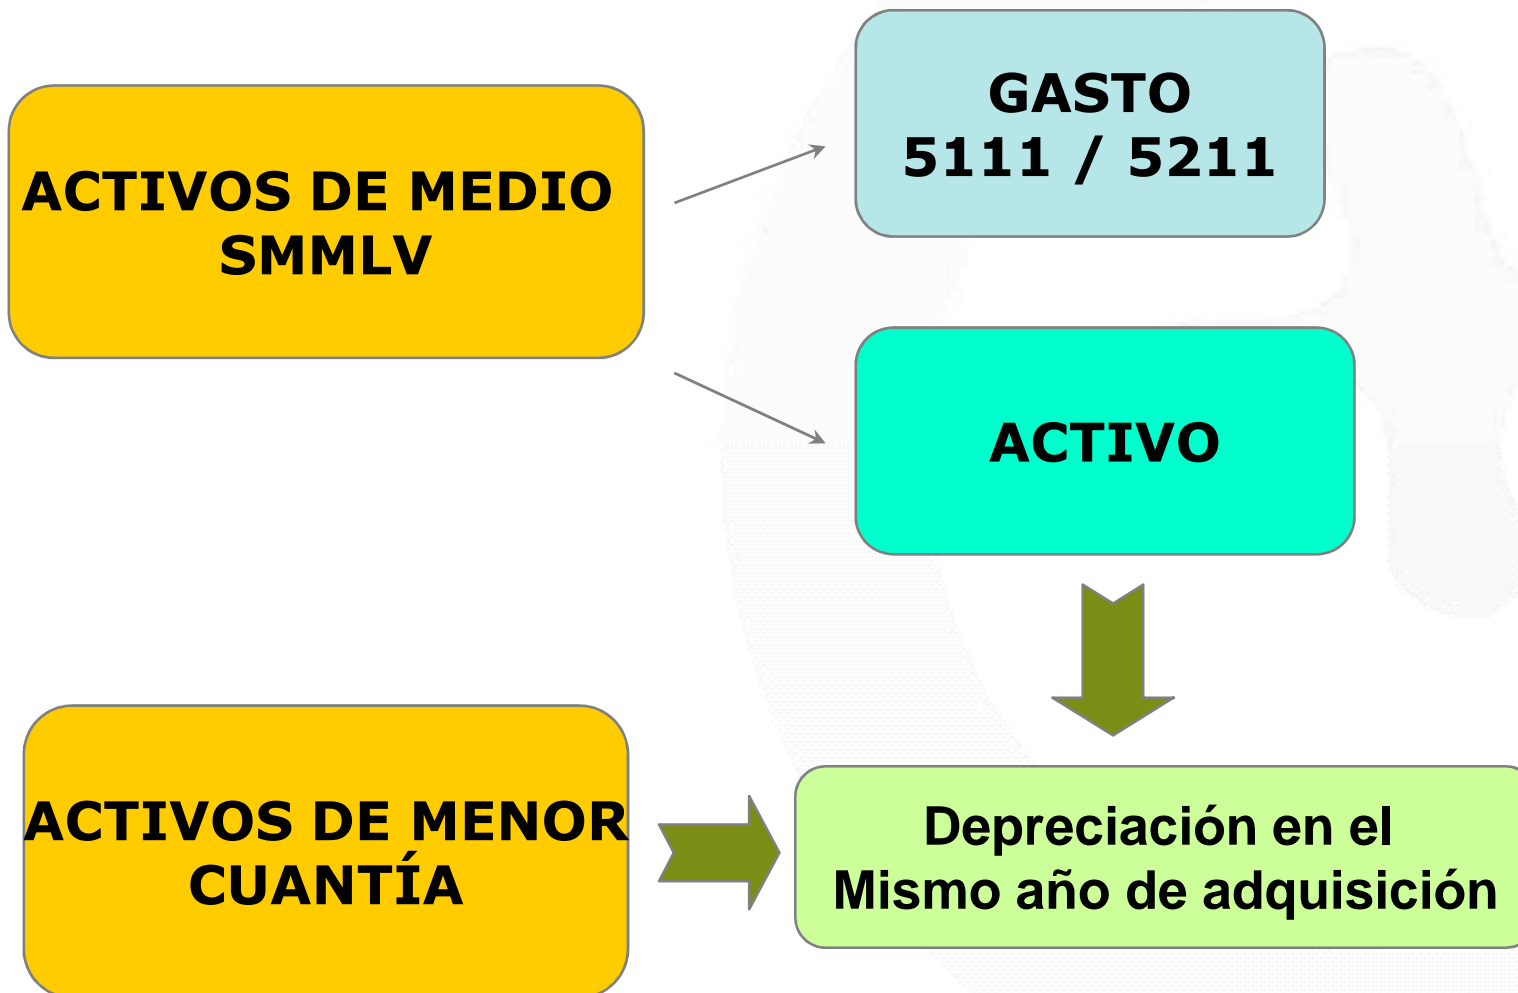 GASTO
5111 / 5211
ACTIVOS DE MEDIO
SMMLV
ACTIVO
ACTIVOS DE MENOR
CUANTÍA
Depreciación en el
Mismo año de adquisición